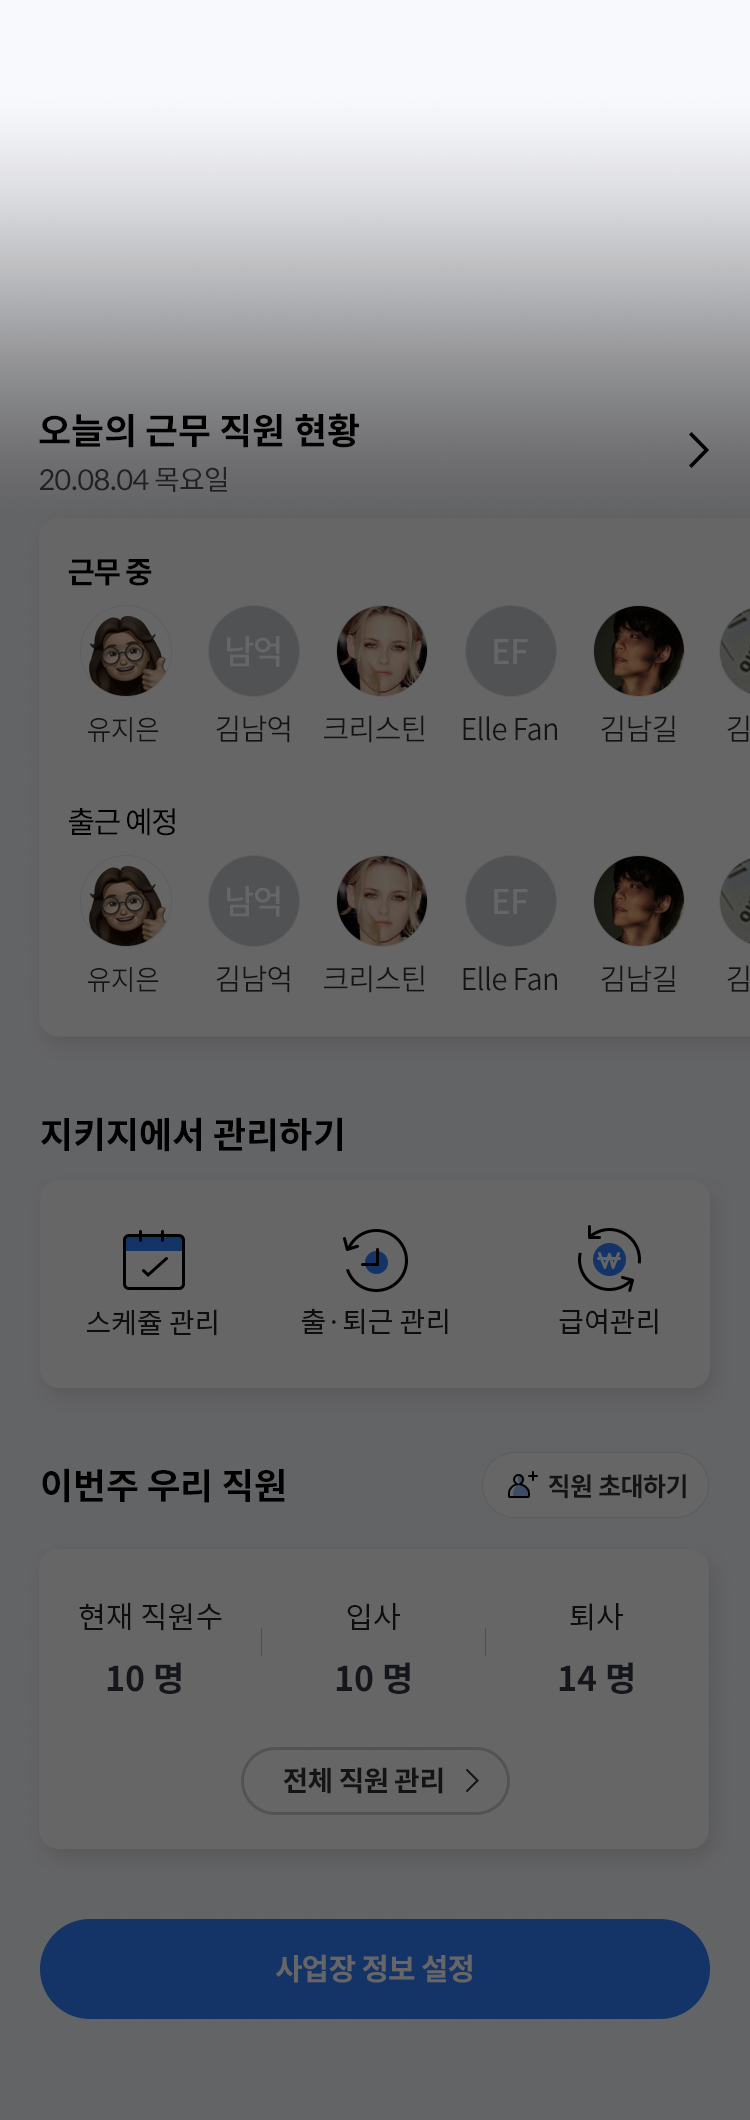 오늘의 근무 직원 현황
20.08.04 목요일
근무 중
남억 EF
유지은 김남억 크리스틴 Elle Fan 김남길
출근 예정
남억 EF
유지은 김남억 크리스틴 Elle Fan 김남길
지키지에서 관리하기
스케쥴 관리 출·퇴근 관리 급여관리
이번주 우리 직원 직원 초대하기
현재 직원수 입사 퇴사
10 명 10 명 14 명
전체 직원 관리
사업장 정보 설정